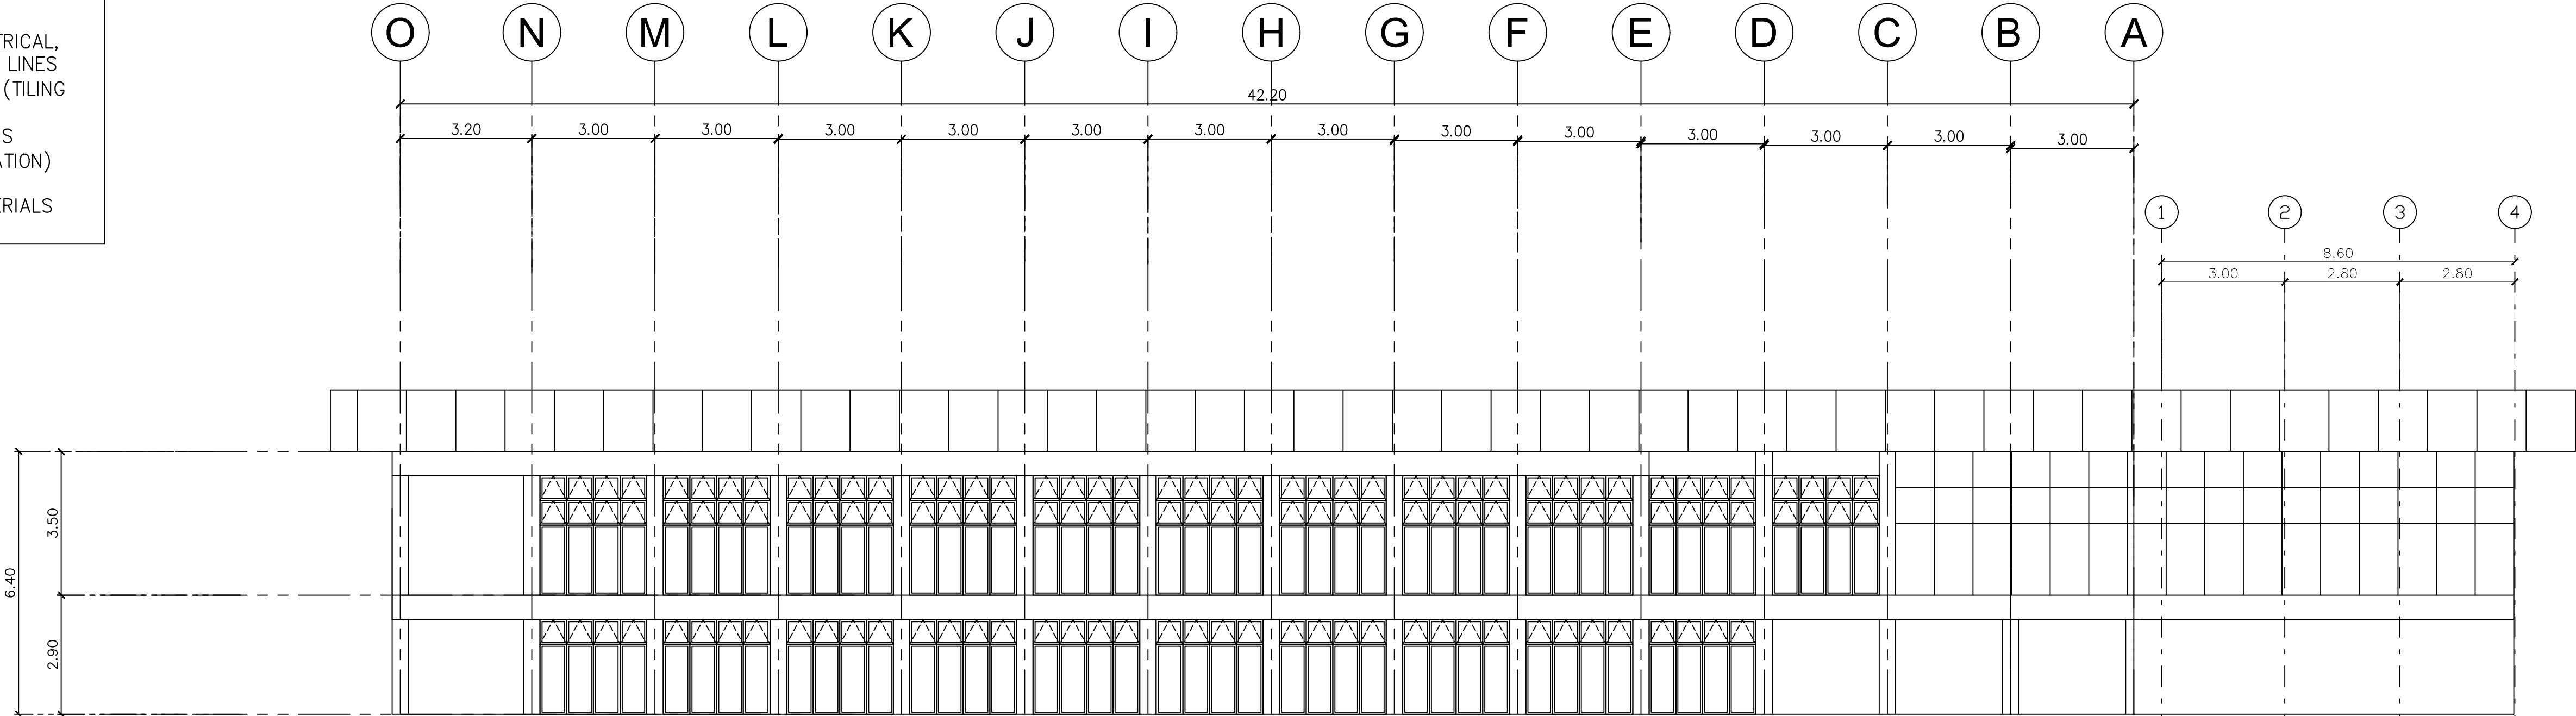 TRICAL,
LINES
(TILING
S
ATION)
ERIALS
O N M L K J I H G F E D C B A
42.20
3.20 3.00 3.00 3.00 3.00 3.00 3.00 3.00 3.00 3.00 3.00 3.00 3.00 3.00
1 2 3 4
8.60
3.00 2.80 2.80
3.50
6.40
2.90